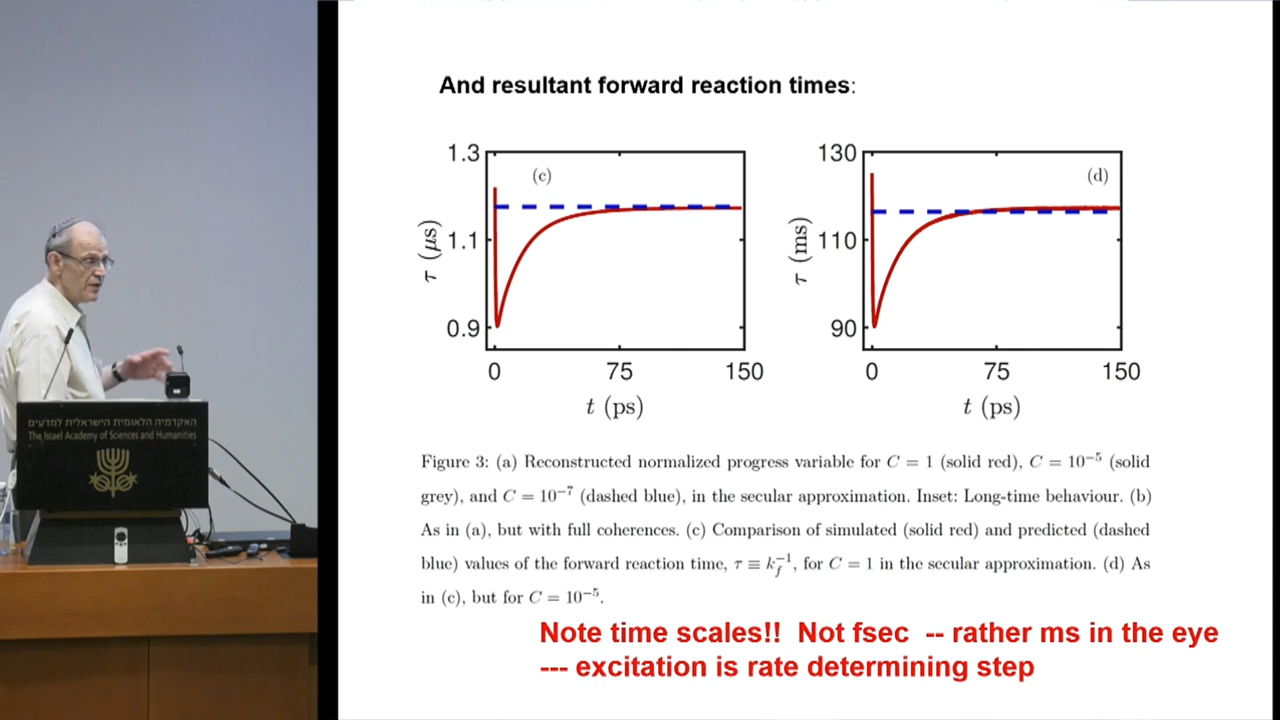 And resultant forward reaction times:
1.3
1.1
0.9
τ (μs)
(c)
0
75
150
t (ps)
130
110
90
τ (ms)
(d)
0
75
150
t (ps)
Figure 3: (a) Reconstructed normalized progress variable for C = 1 (solid red), C = 10⁻⁵ (solid
grey), and C = 10⁻⁷ (dashed blue), in the secular approximation. Inset: Long-time behaviour. (b)
As in (a), but with full coherences. (c) Comparison of simulated (solid red) and predicted (dashed
blue) values of the forward reaction time, τ ≡ k_f⁻¹, for C = 1 in the secular approximation. (d) As
in (c), but for C = 10⁻⁵.
Note time scales!! Not fsec -- rather ms in the eye
--- excitation is rate determining step
האקדמיה הלאומית הישראלית למדעים
The Israel Academy of Sciences and Humanities